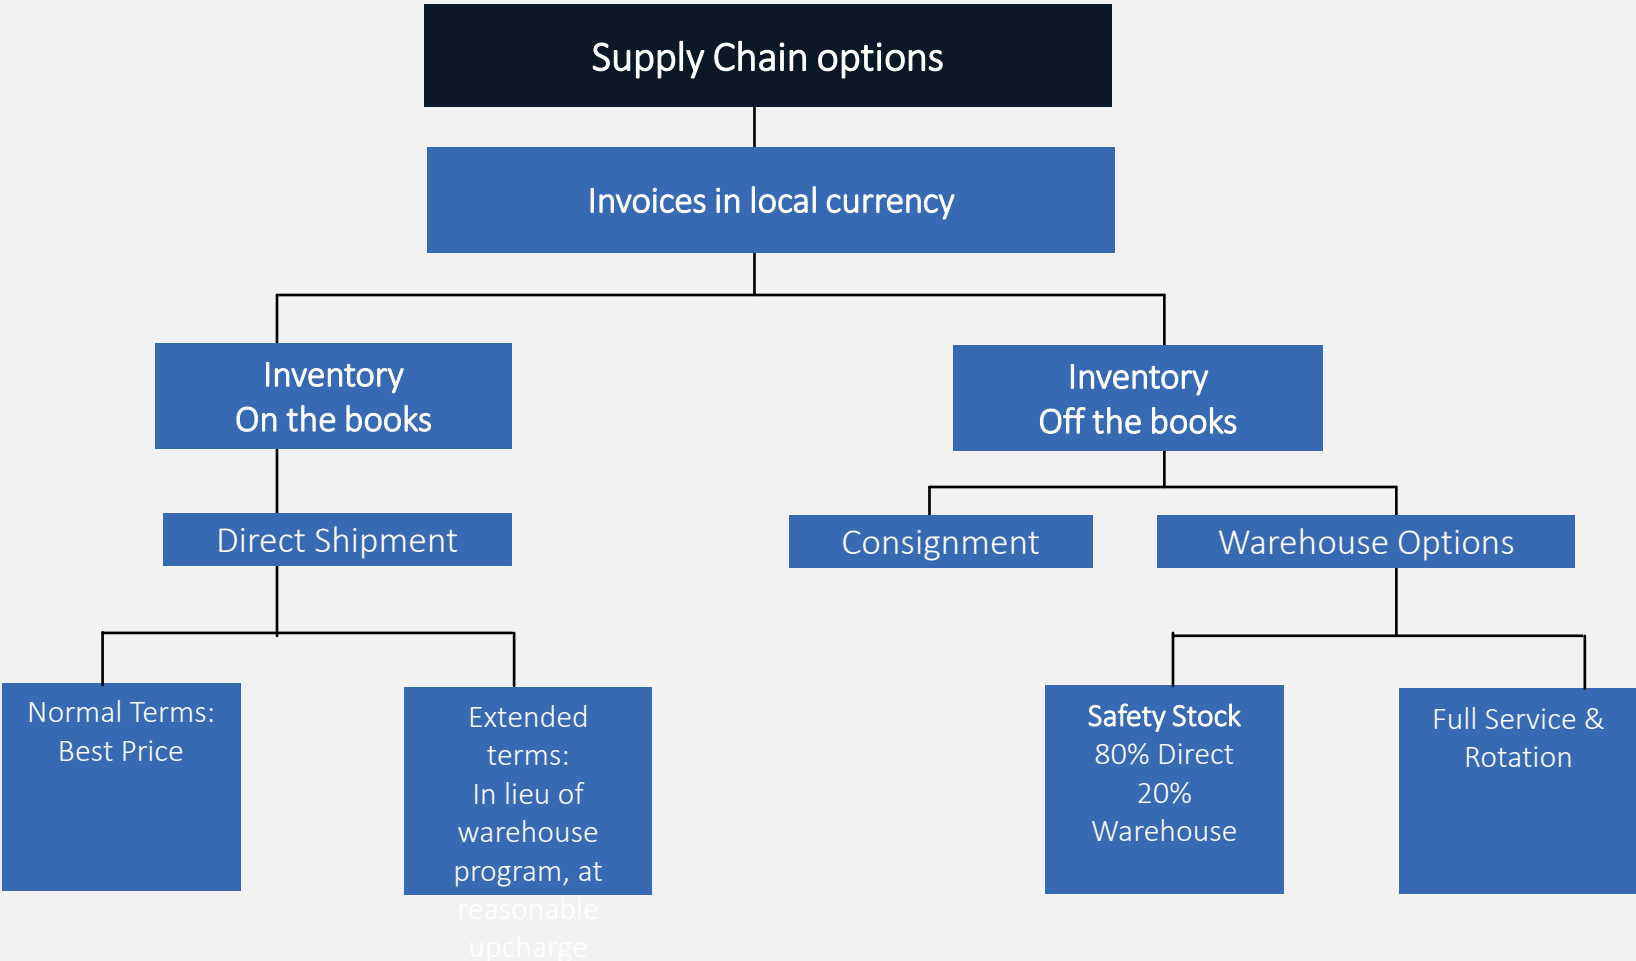 Supply Chain options
Invoices in local currency
Inventory
On the books
Inventory
Off the books
Direct Shipment
Consignment
Warehouse Options
Normal Terms:
Best Price
Extended
terms:
In lieu of
warehouse
program, at
reasonable
upcharge
Safety Stock
80% Direct
20%
Warehouse
Full Service &
Rotation